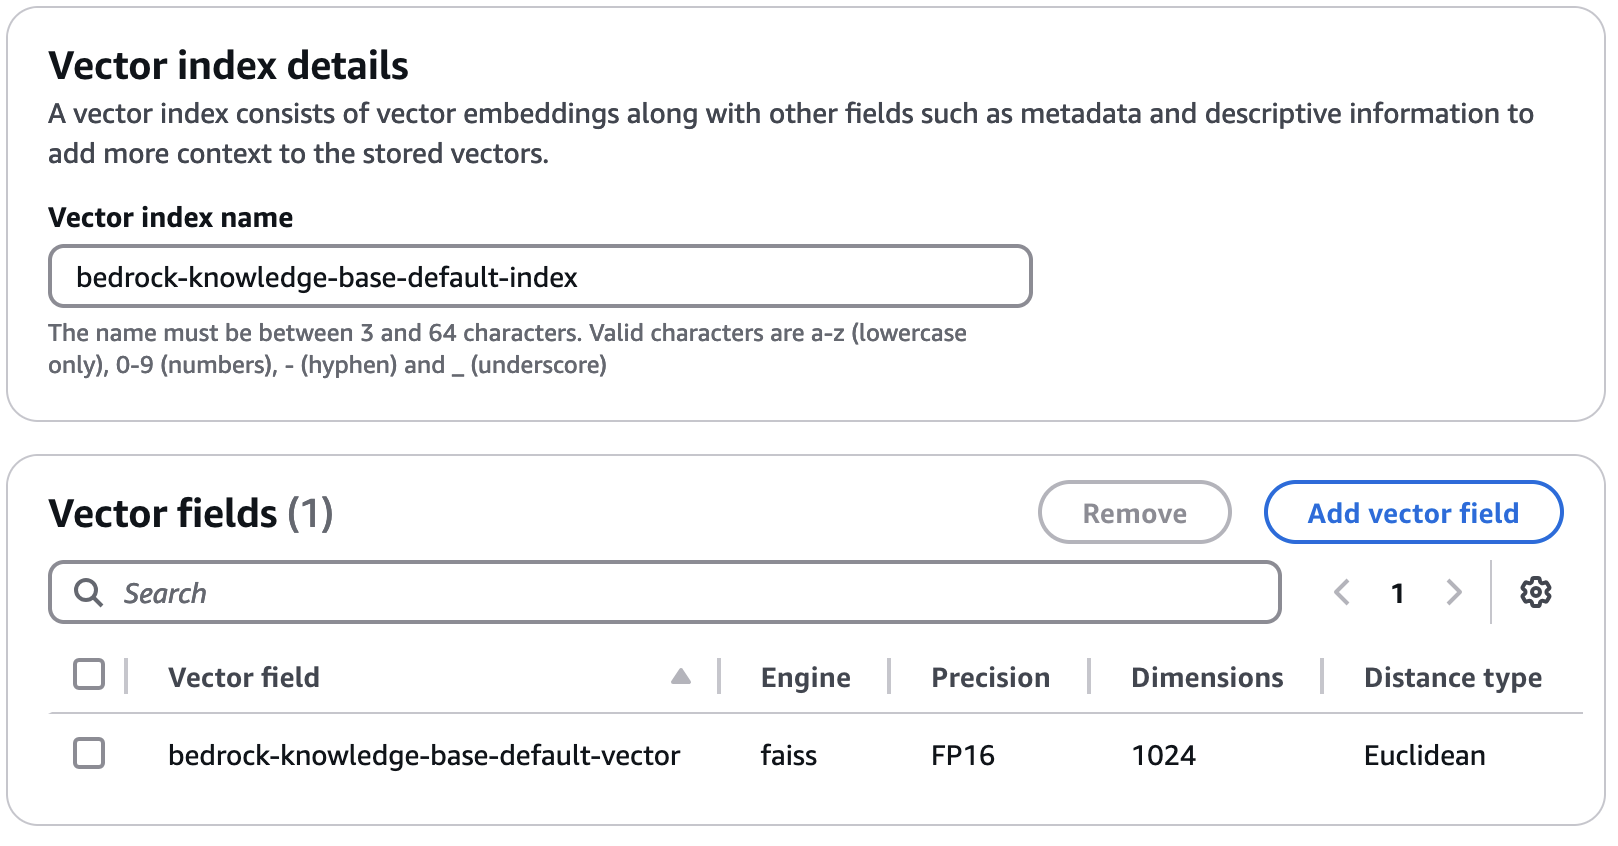 Vector index details
A vector index consists of vector embeddings along with other fields such as metadata and descriptive information to
add more context to the stored vectors.
Vector index name
bedrock-knowledge-base-default-index
The name must be between 3 and 64 characters. Valid characters are a-z (lowercase
only), 0-9 (numbers), - (hyphen) and _ (underscore)
Vector fields (1)
Remove
Add vector field
Search
1
Vector field Engine Precision Dimensions Distance type
bedrock-knowledge-base-default-vector faiss FP16 1024 Euclidean